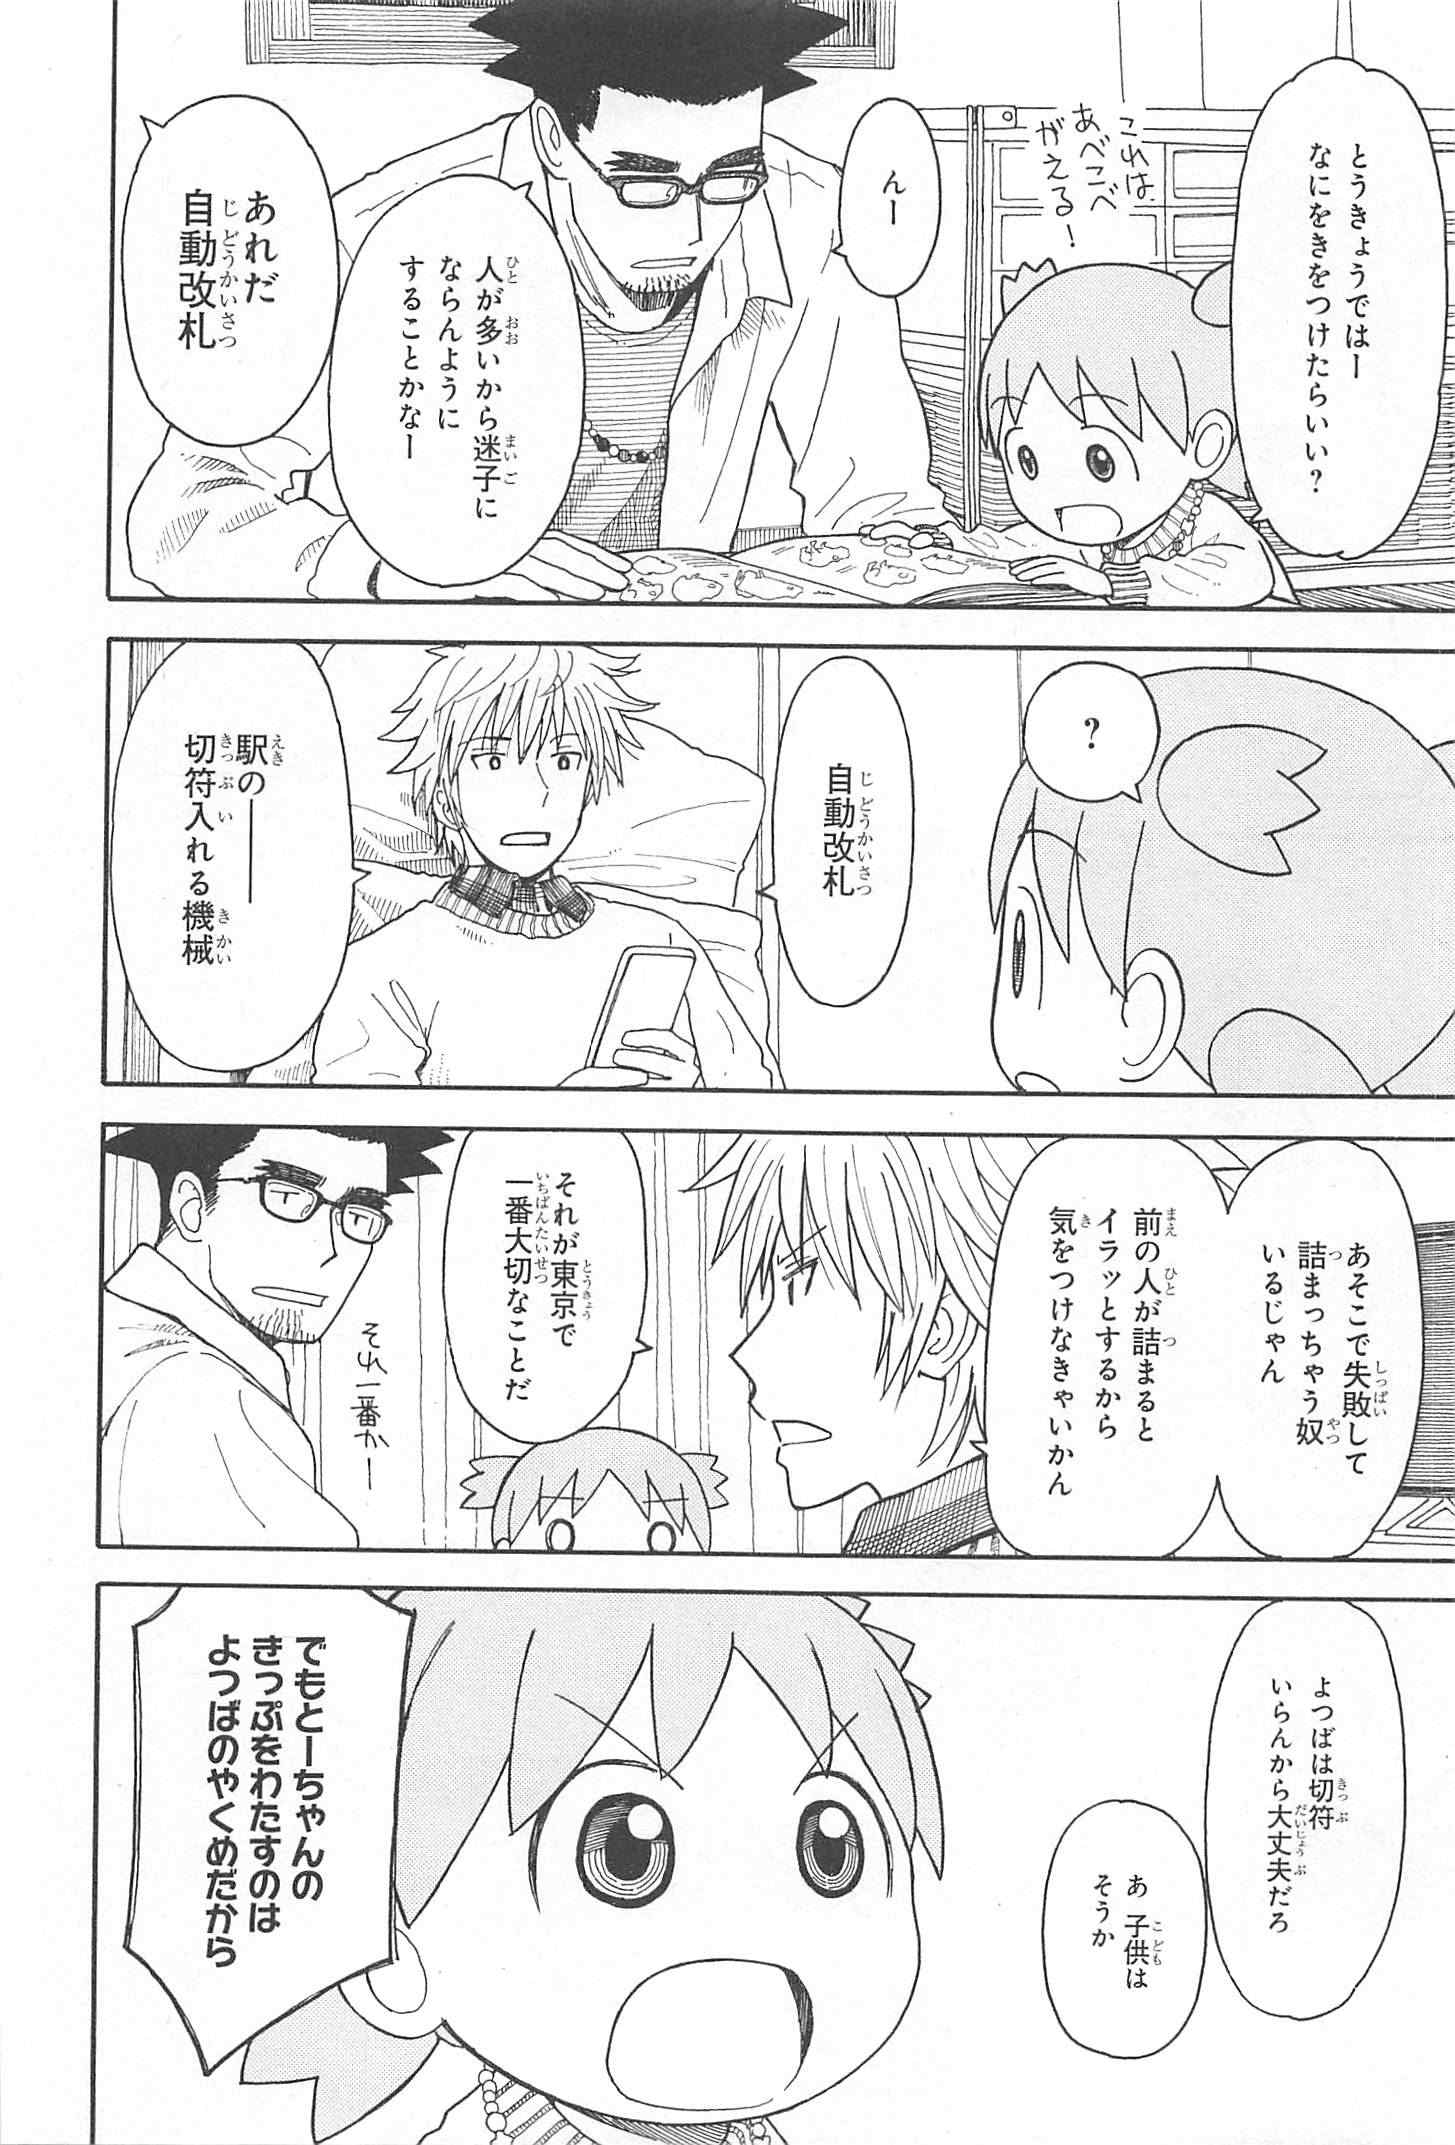 とうきょうではー
なにをきをつけたらいい?
これは
あべこべ
がえる!
んー
人が多いから迷子に
ならんように
することかなー
あれだ
自動改札
?
自動改札
駅の――
切符入れる機械
あそこで失敗して
詰まっちゃう奴
いるじゃん
前の人が詰まると
イラッとするから
気をつけなきゃいかん
それが東京で
一番大切なことだ
それ一番かー
よつばは切符
いらんから大丈夫だろ
あ 子供は
そうか
でもとーちゃんの
きっぷをわたすのは
よつばのやくめだから